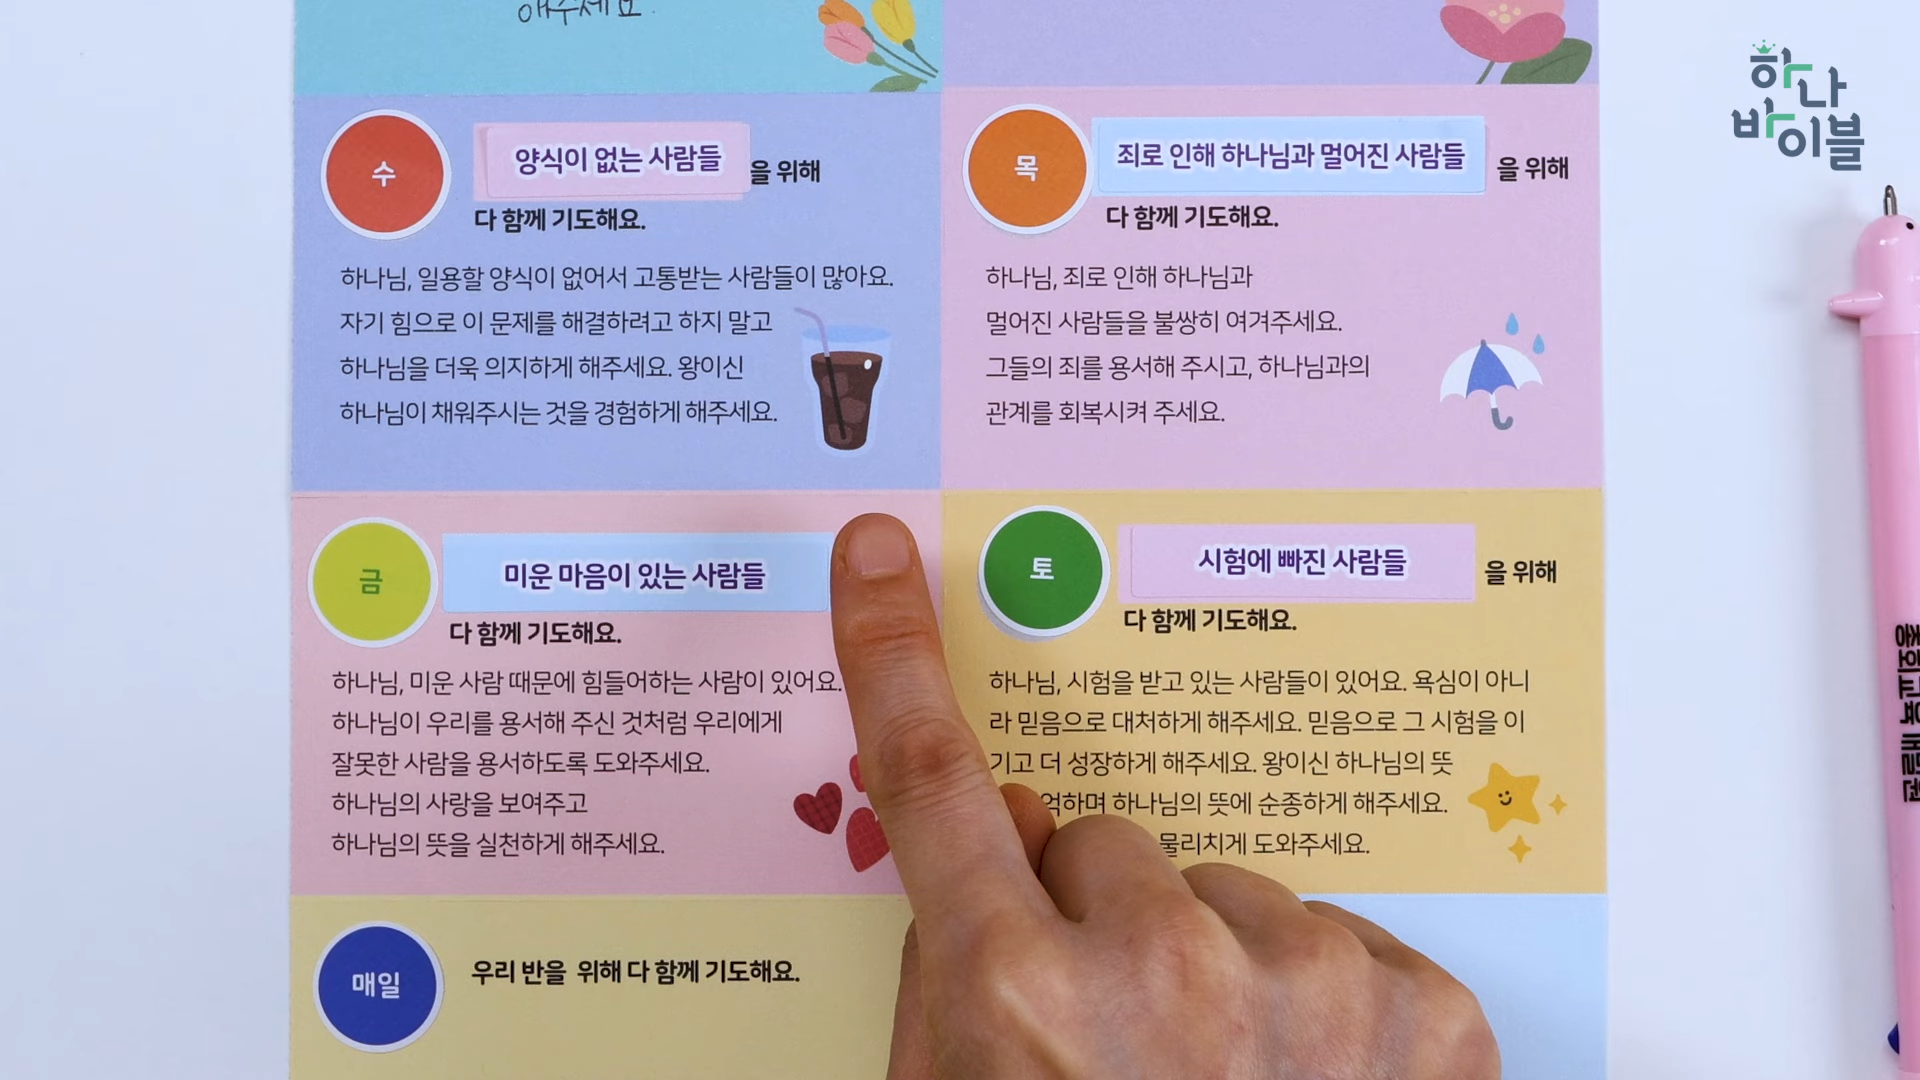 애주세요.
하나
바이블
수
양식이 없는 사람들 을 위해
다 함께 기도해요.
하나님, 일용할 양식이 없어서 고통받는 사람들이 많아요.
자기 힘으로 이 문제를 해결하려고 하지 말고
하나님을 더욱 의지하게 해주세요. 왕이신
하나님이 채워주시는 것을 경험하게 해주세요.
목
죄로 인해 하나님과 멀어진 사람들 을 위해
다 함께 기도해요.
하나님, 죄로 인해 하나님과
멀어진 사람들을 불쌍히 여겨주세요.
그들의 죄를 용서해 주시고, 하나님과의
관계를 회복시켜 주세요.
금
미운 마음이 있는 사람들
다 함께 기도해요.
하나님, 미운 사람 때문에 힘들어하는 사람이 있어요.
하나님이 우리를 용서해 주신 것처럼 우리에게
잘못한 사람을 용서하도록 도와주세요.
하나님의 사랑을 보여주고
하나님의 뜻을 실천하게 해주세요.
토
시험에 빠진 사람들 을 위해
다 함께 기도해요.
하나님, 시험을 받고 있는 사람들이 있어요. 욕심이 아니
라 믿음으로 대처하게 해주세요. 믿음으로 그 시험을 이
기고 더 성장하게 해주세요. 왕이신 하나님의 뜻
억하며 하나님의 뜻에 순종하게 해주세요.
물리치게 도와주세요.
매일
우리 반을 위해 다 함께 기도해요.
총회교육개발원